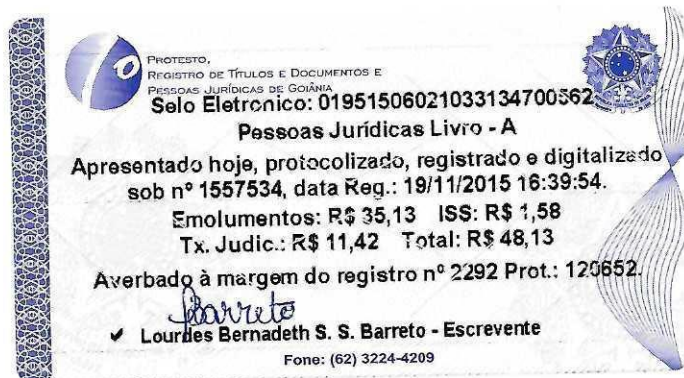 PROTESTO,
REGISTRO DE TÍTULOS E DOCUMENTOS E
PESSOAS JURÍDICAS DE GOIÂNIA
Selo Eletronico: 01951506021033134700562
Pessoas Jurídicas Livro - A
Apresentado hoje, protocolizado, registrado e digitalizado
sob nº 1557534, data Reg.: 19/11/2015 16:39:54.
Emolumentos: R$ 35,13 ISS: R$ 1,58
Tx. Judic.: R$ 11,42 Total: R$ 48,13
Averbado à margem do registro nº 2292 Prot.: 120652.
Barreto
✔ Lourdes Bernadeth S. S. Barreto - Escrevente
Fone: (62) 3224-4209